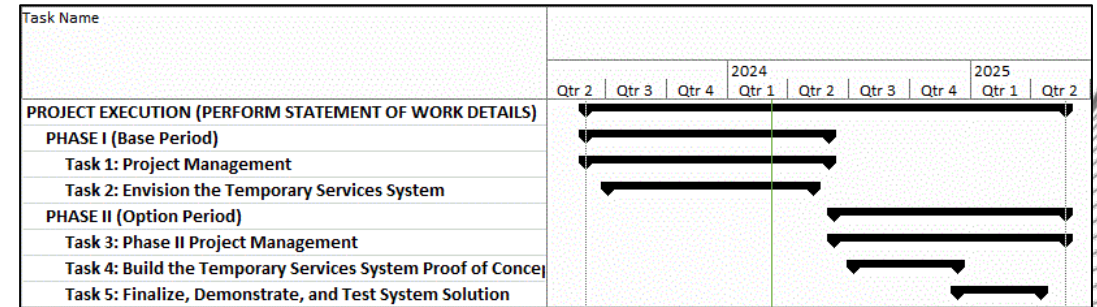 Task Name
2024 2025
Qtr 2 Qtr 3 Qtr 4 Qtr 1 Qtr 2 Qtr 3 Qtr 4 Qtr 1 Qtr 2
PROJECT EXECUTION (PERFORM STATEMENT OF WORK DETAILS)
PHASE I (Base Period)
Task 1: Project Management
Task 2: Envision the Temporary Services System
PHASE II (Option Period)
Task 3: Phase II Project Management
Task 4: Build the Temporary Services System Proof of
Task 5: Finalize, Demonstrate, and Test System Solution